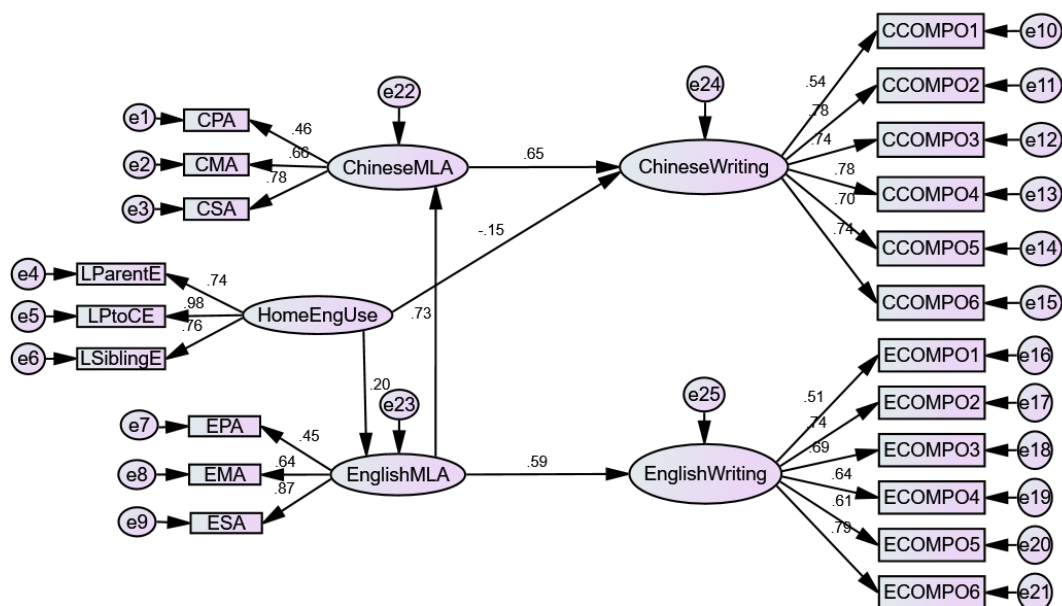 CCOMPO1
e10
.54
e24
e22
CCOMPO2
e11
e1
CPA
.46
.78
CCOMPO3
e12
.74
e2
CMA
.66
ChineseMLA
.65
ChineseWriting
.78
.78
CCOMPO4
e13
.70
e3
CSA
CCOMPO5
e14
.74
-.15
e4
LParentE
.74
CCOMPO6
e15
.98
e5
LPtoCE
HomeEngUse
.73
.76
e6
LSiblingE
ECOMPO1
e16
.20
e23
e25
.51
ECOMPO2
e17
e7
EPA
.45
.74
.69
ECOMPO3
e18
e8
EMA
.64
EnglishMLA
.59
EnglishWriting
.64
.87
ECOMPO4
e19
.61
e9
ESA
.79
ECOMPO5
e20
ECOMPO6
e21